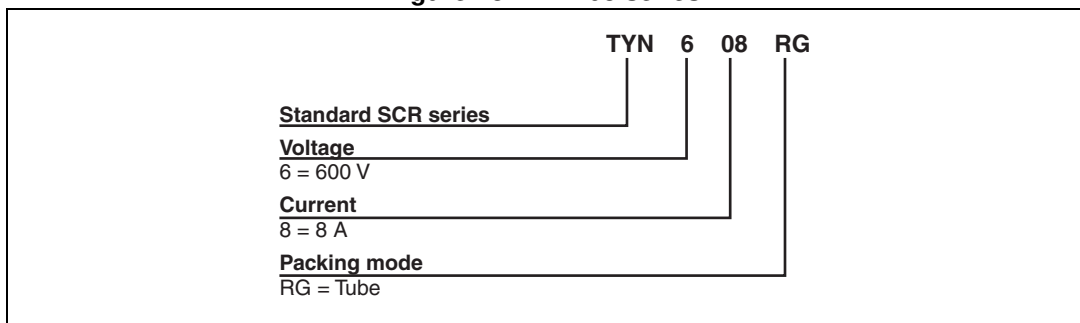 TYN 6 08 RG
Standard SCR series
Voltage
6 = 600 V
Current
8 = 8 A
Packing mode
RG = Tube